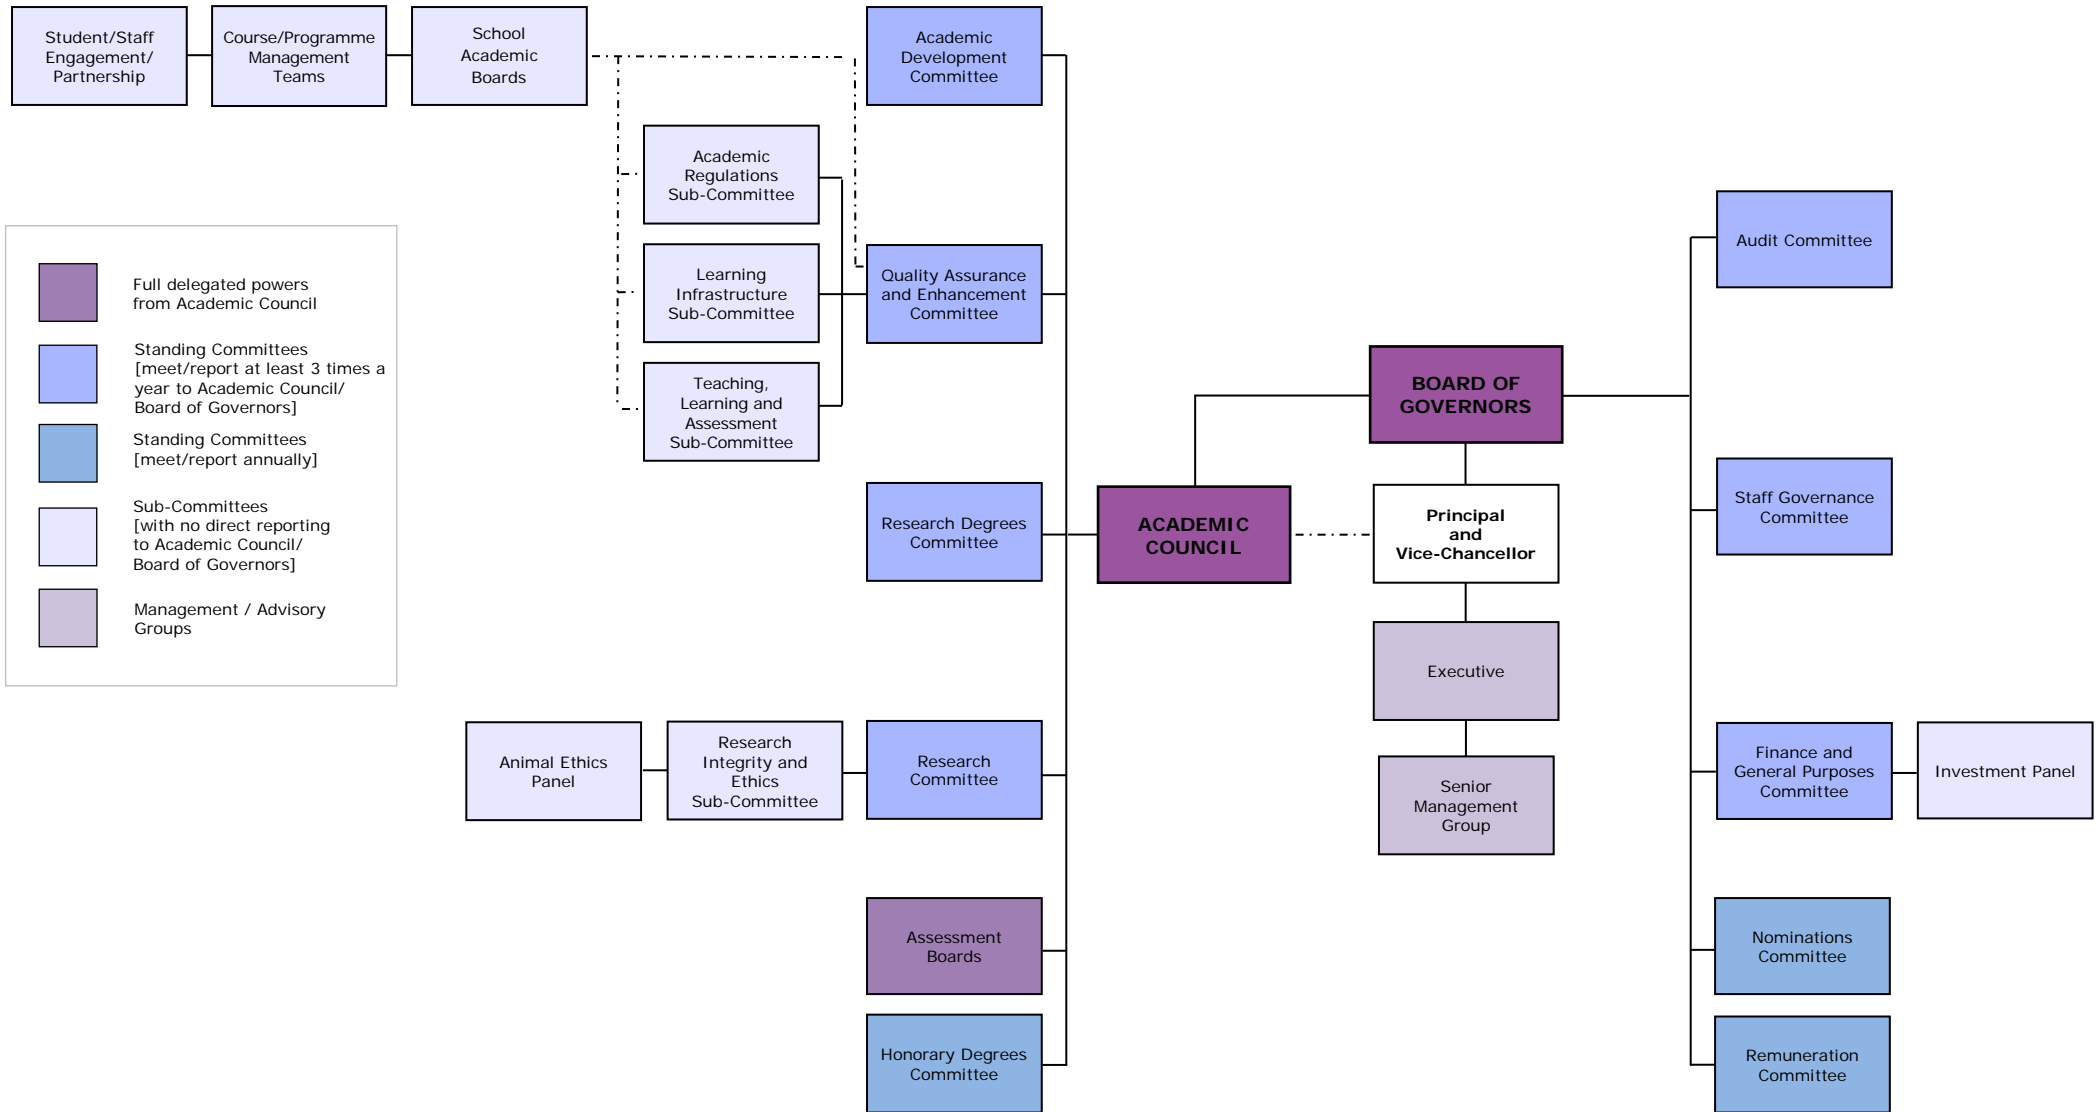 Student/Staff
Engagement/
Partnership
Course/Programme
Management
Teams
School
Academic
Boards
Academic
Development
Committee
Academic
Regulations
Sub-Committee
Learning
Infrastructure
Sub-Committee
Teaching,
Learning and
Assessment
Sub-Committee
Quality Assurance
and Enhancement
Committee
Audit Committee
Full delegated powers
from Academic Council
Standing Committees
[meet/report at least 3 times a
year to Academic Council/
Board of Governors]
Standing Committees
[meet/report annually]
Sub-Committees
[with no direct reporting
to Academic Council/
Board of Governors]
Management / Advisory
Groups
BOARD OF
GOVERNORS
Research Degrees
Committee
ACADEMIC
COUNCIL
Principal
and
Vice-Chancellor
Staff Governance
Committee
Executive
Animal Ethics
Panel
Research
Integrity and
Ethics
Sub-Committee
Research
Committee
Senior
Management
Group
Finance and
General Purposes
Committee
Investment Panel
Assessment
Boards
Nominations
Committee
Honorary Degrees
Committee
Remuneration
Committee